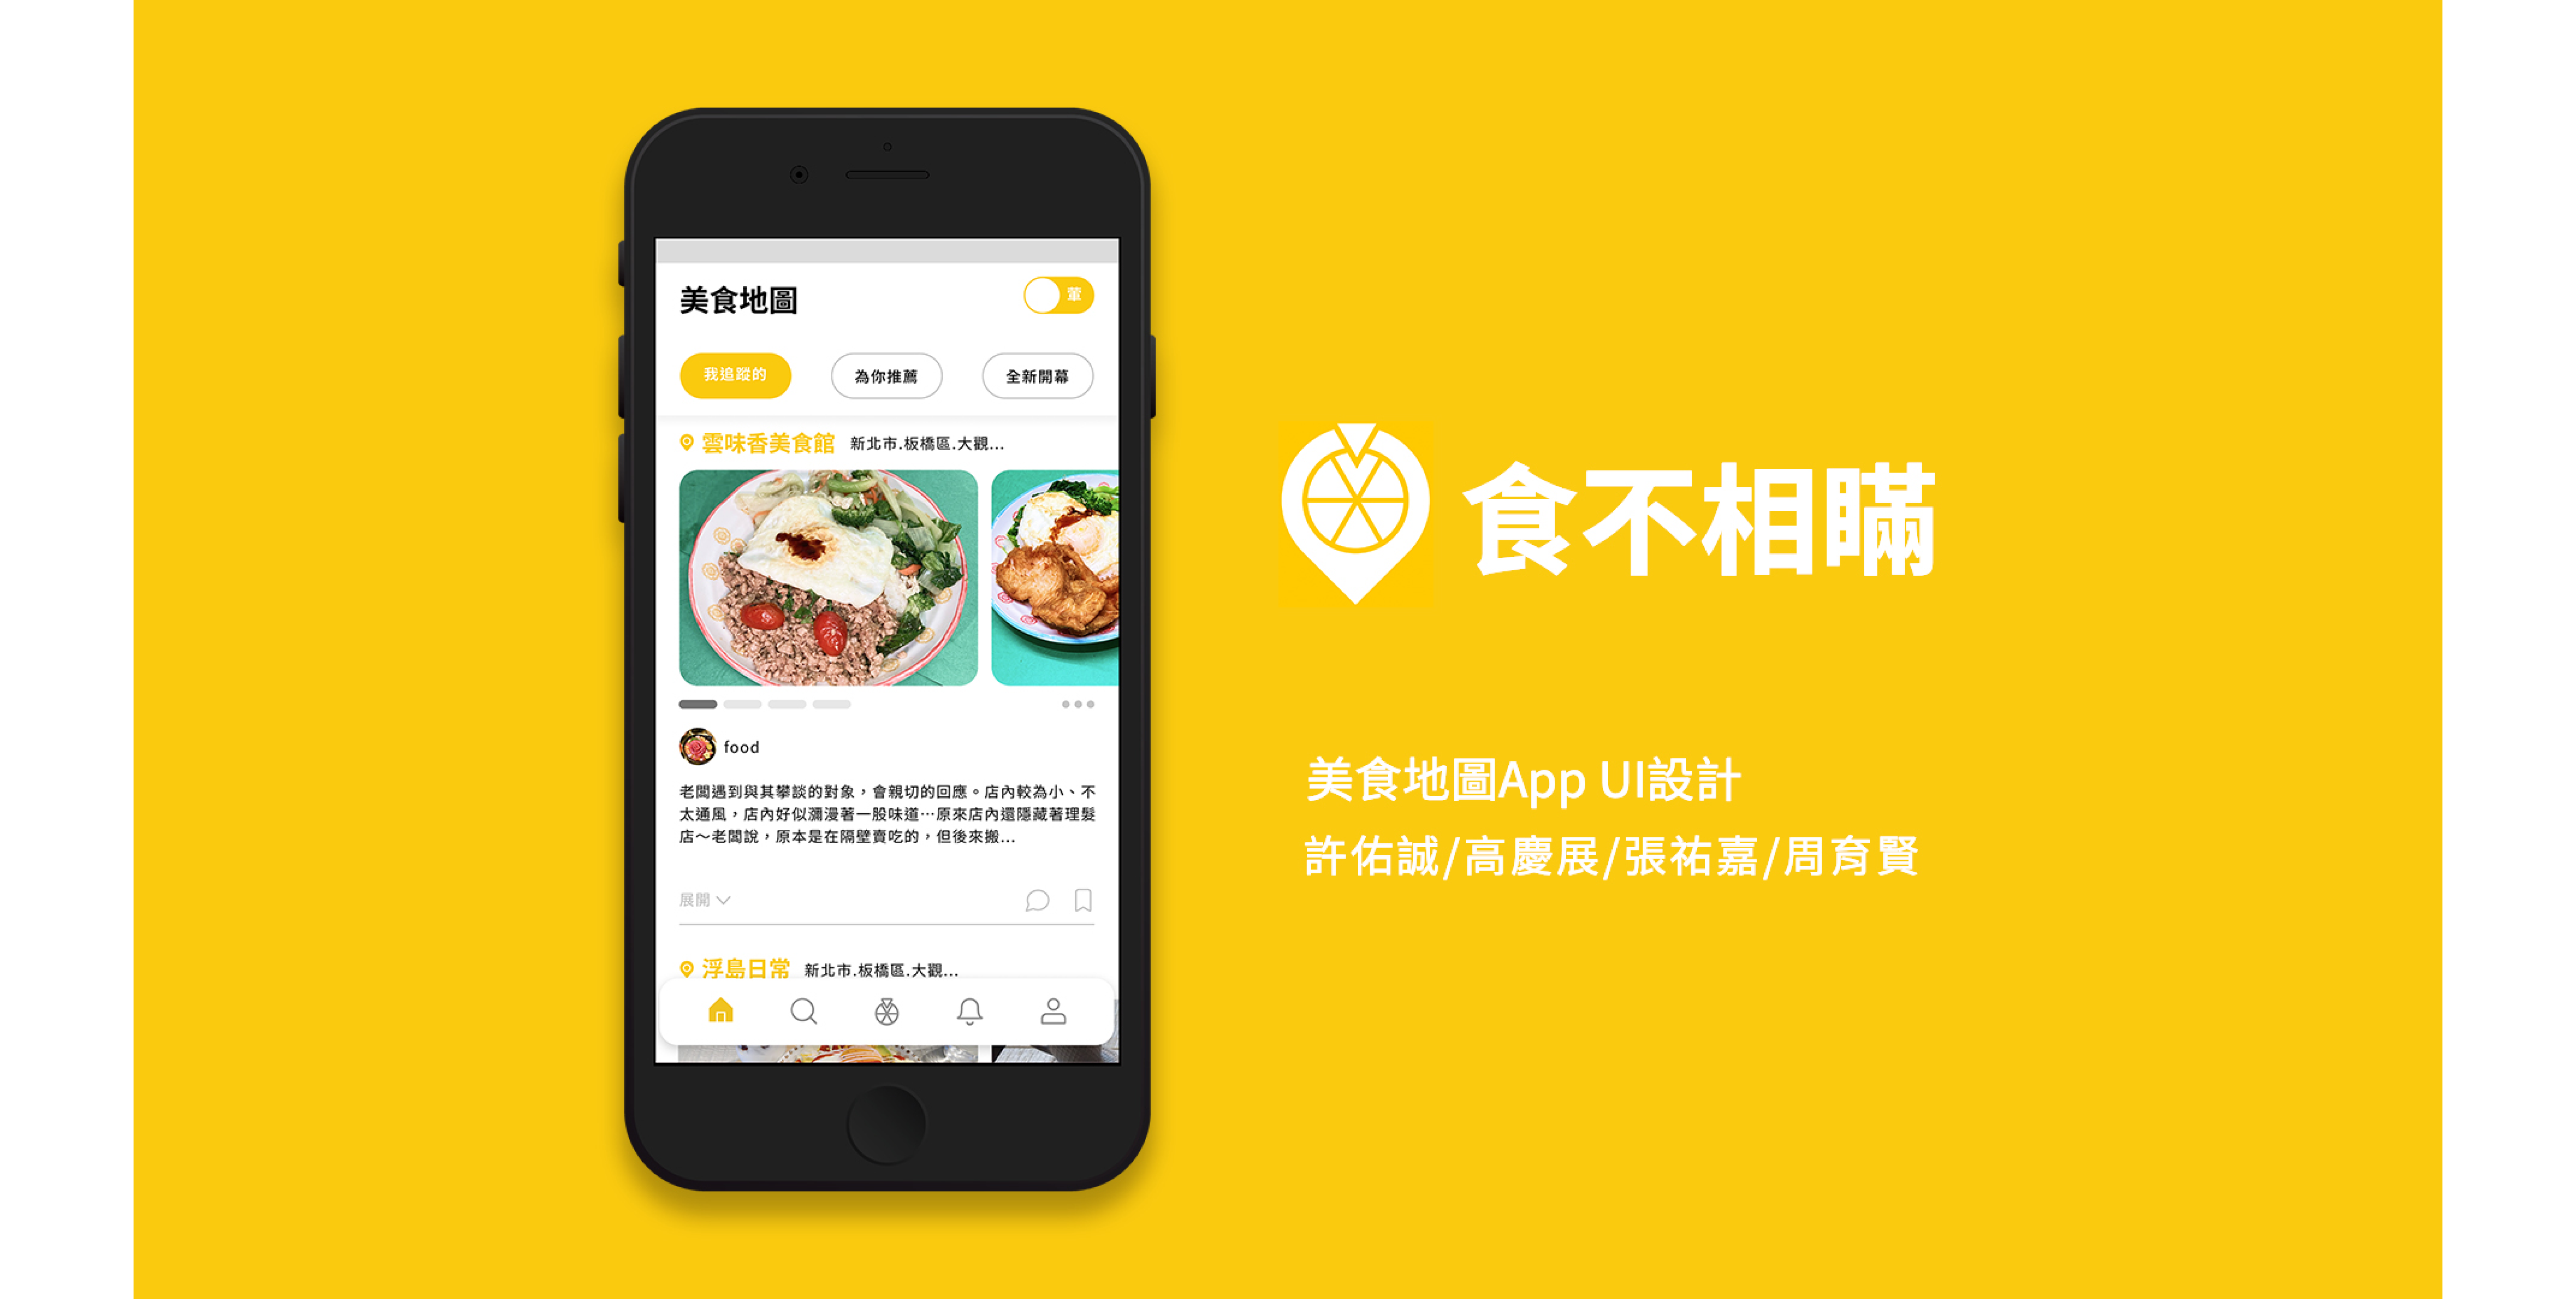 美食地圖
葷
我追蹤的
為你推薦
全新開幕
雲味香美食館 新北市.板橋區.大觀...
food
老闆遇到與其攀談的對象，會親切的回應。店內較為小、不
太通風，店內好似瀰漫著一股味道…原來店內還隱藏著理髮
店～老闆說，原本是在隔壁賣吃的，但後來搬...
展開
浮島日常 新北市.板橋區.大觀...
食不相瞞
美食地圖App UI設計
許佑誠/高慶展/張祐嘉/周育賢